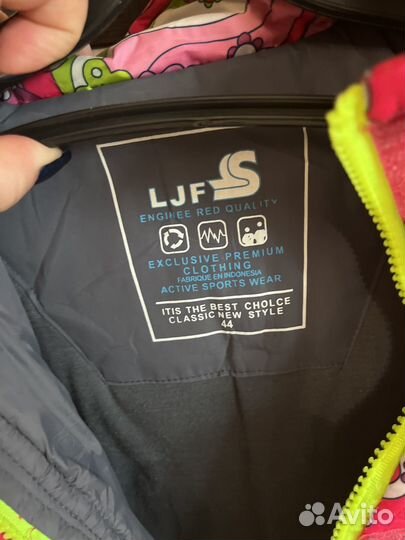 LJF S
ENGINEE RED QUALITY
EXCLUSIVE PREMIUM
CLOTHING
FABRIQUE EN INDONESIA
ACTIVE SPORTS WEAR
ITIS THE BEST CHOLCE
CLASSIC NEW STYLE
44
Avito